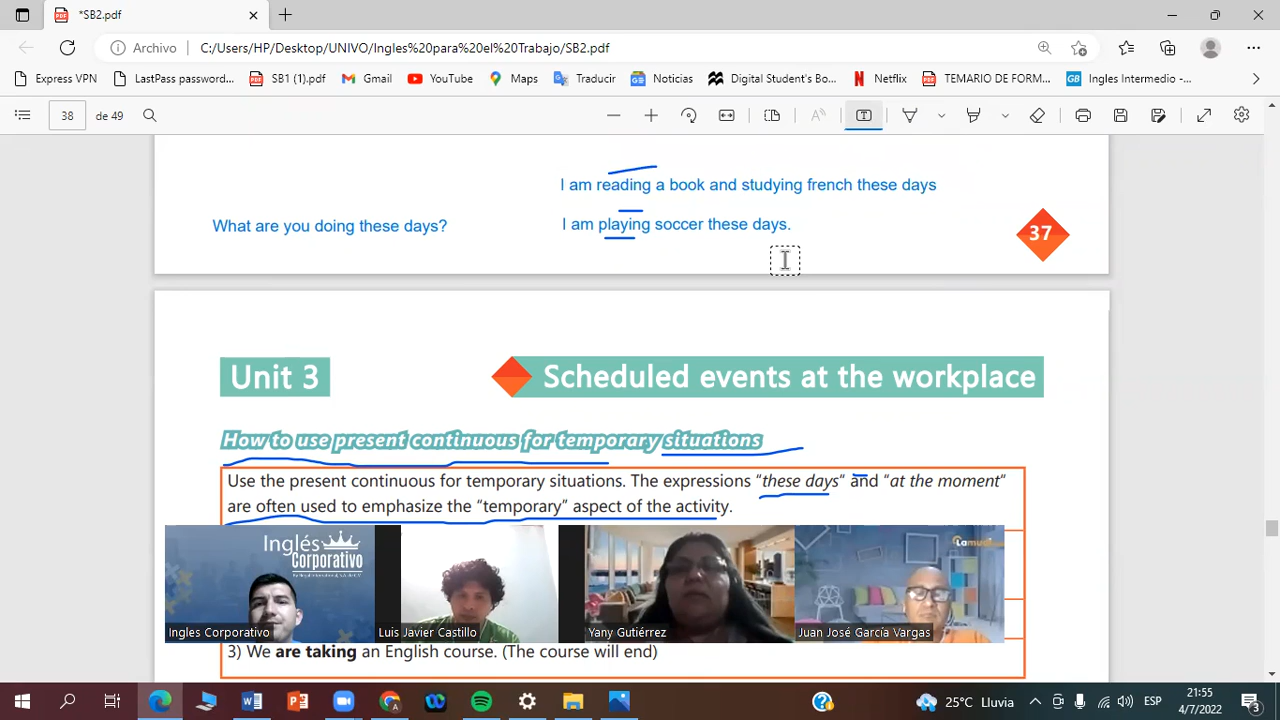 *SB2.pdf
Archivo C:/Users/HP/Desktop/UNIVO/Ingles%20para%20el%20Trabajo/SB2.pdf
Express VPN LastPass password... SB1 (1).pdf Gmail YouTube Maps Traducir Noticias Digital Student's Bo... Netflix TEMARIO DE FORM... Ingles Intermedio -...
38 de 49
I am reading a book and studying french these days
What are you doing these days? I am playing soccer these days.
37
Unit 3 Scheduled events at the workplace
How to use present continuous for temporary situations
Use the present continuous for temporary situations. The expressions "these days" and "at the moment"
are often used to emphasize the "temporary" aspect of the activity.
Inglés
CORPORATIVO
Lamudi
Ingles Corporativo Luis Javier Castillo Yany Gutiérrez Juan José García Vargas
3) We are taking an English course. (The course will end)
25°C Lluvia ESP 21:55
4/7/2022
3